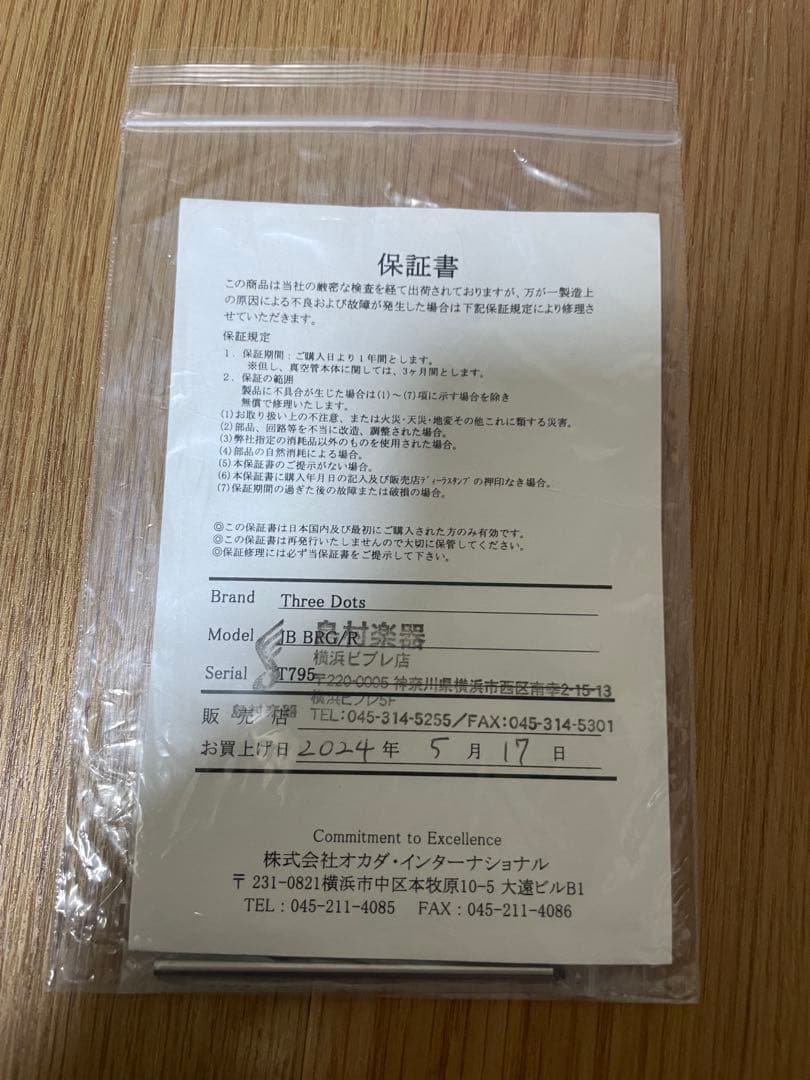 保証書
この商品は当社の厳密な検査を経て出荷されておりますが、万が一製造上
の原因による不良および故障が発生した場合は下記保証規定により修理さ
せていただきます。
保証規定
1．保証期間：ご購入日より1年間とします。
※但し、真空管本体に関しては、3ヶ月間とします。
2．保証の範囲
製品に不具合が生じた場合は(1)～(7)項に示す場合を除き
無償で修理いたします。
(1)お取り扱い上の不注意、または火災･天災･地変その他これに類する災害。
(2)部品、回路等を不当に改造、調整された場合。
(3)弊社指定の消耗品以外のものを使用された場合。
(4)部品の自然消耗による場合。
(5)本保証書のご提示がない場合。
(6)本保証書に購入年月日の記入及び販売店ﾃﾞｨｰﾗｽﾀﾝﾌﾟの押印なき場合。
(7)保証期間の過ぎた後の故障または破損の場合。
◎この保証書は日本国内及び最初にご購入された方のみ有効です。
◎この保証書は再発行いたしませんので大切に保管してください。
◎保証修理には必ず当保証書をご提示して下さい。
Brand Three Dots
Model JB BRG/R
島村楽器
横浜ビブレ店
Serial T795
〒220-0005 神奈川県横浜市西区南幸2-15-13
横浜ビブレ5F
販売店 島村楽器 TEL:045-314-5255/FAX:045-314-5301
お買上げ日 2024年 5月 17日
Commitment to Excellence
株式会社オカダ･インターナショナル
〒231-0821横浜市中区本牧原10-5 大遠ビルB1
TEL：045-211-4085 FAX：045-211-4086